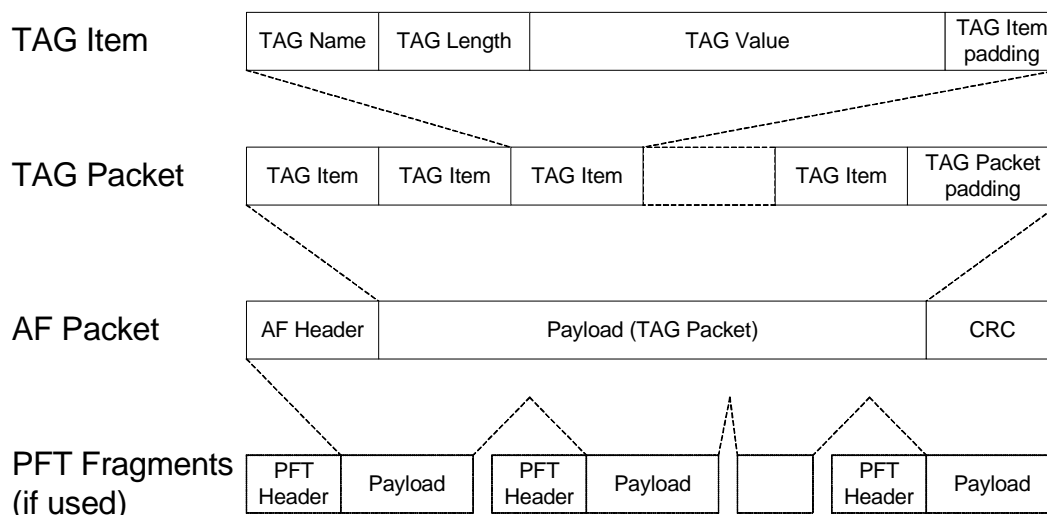 TAG Item
TAG Name
TAG Length
TAG Value
TAG Item
padding
TAG Packet
TAG Item
TAG Item
TAG Item
TAG Item
TAG Packet
padding
AF Packet
AF Header
Payload (TAG Packet)
CRC
PFT Fragments
(if used)
PFT
Header
Payload
PFT
Header
Payload
PFT
Header
Payload